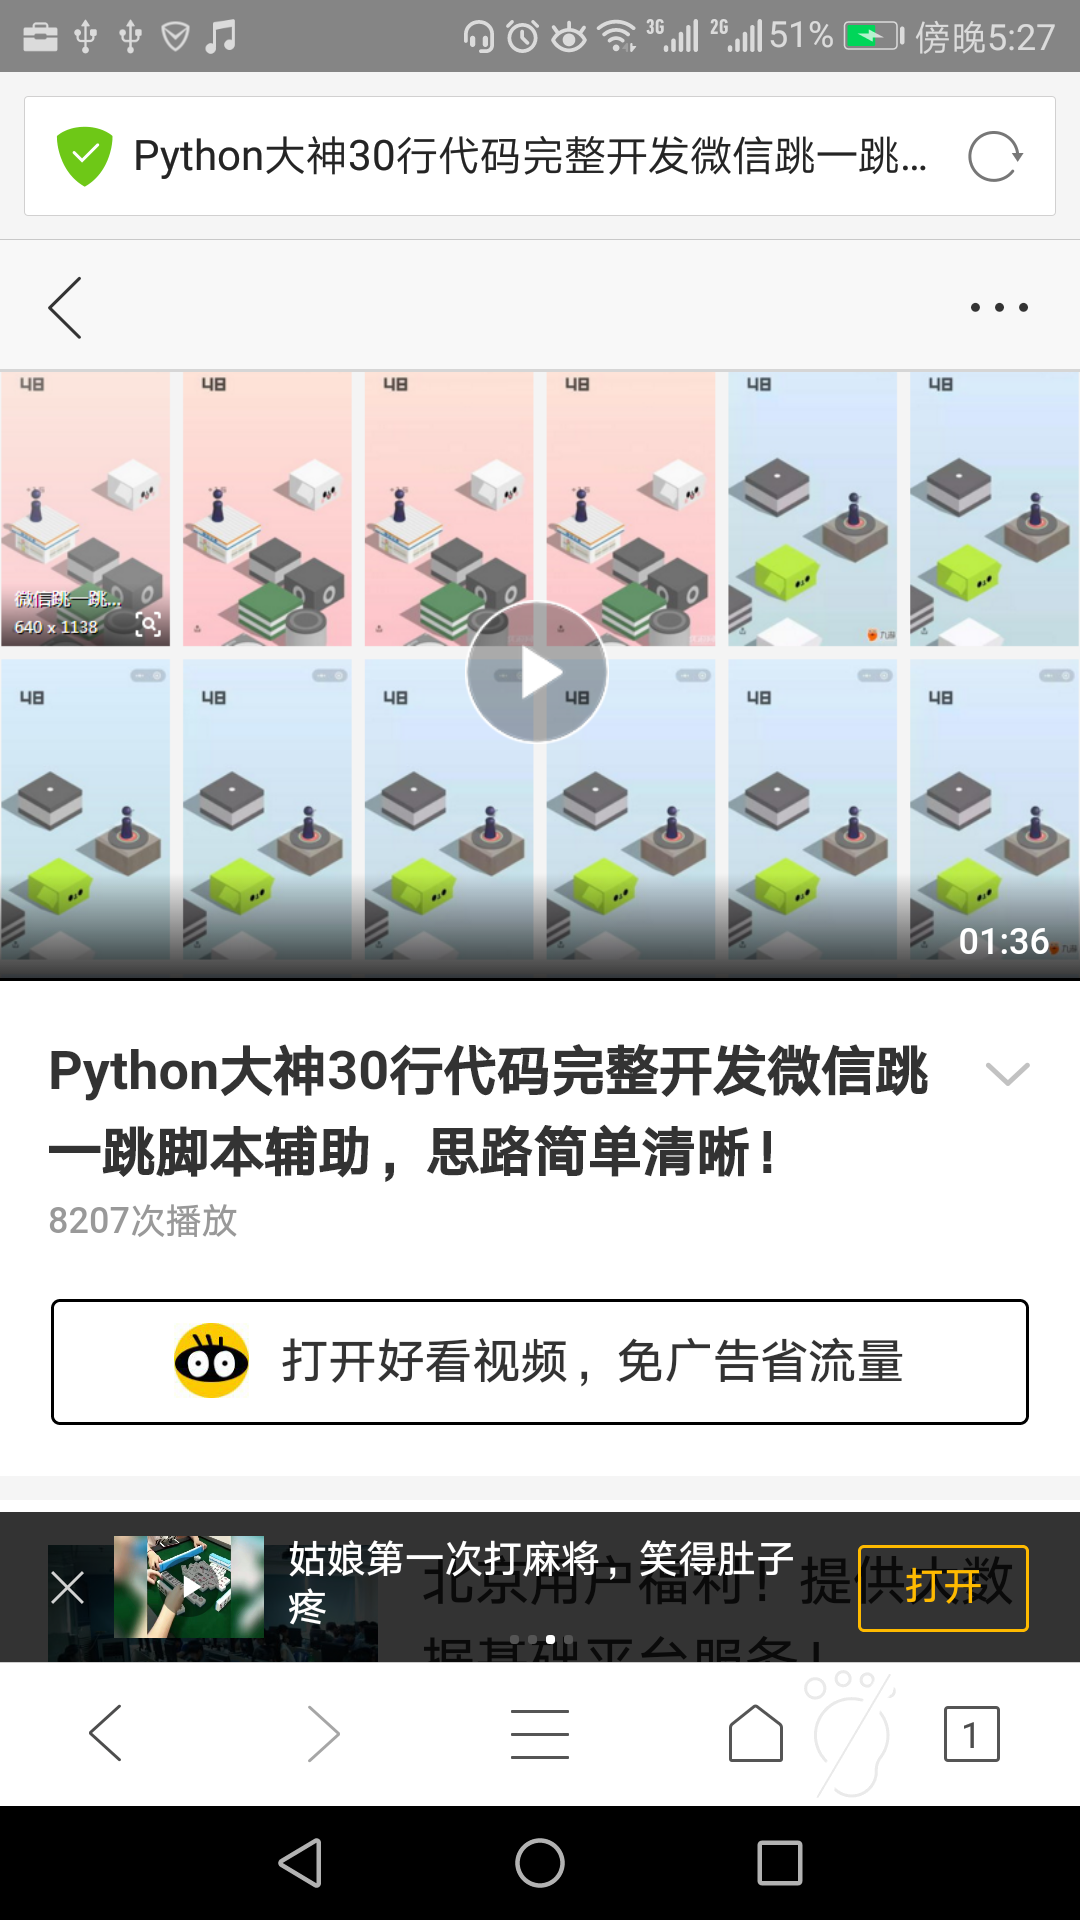 3G 2G 51% 傍晚5:27
Python大神30行代码完整开发微信跳一跳...
48 48 48 48 48 48
微信跳一跳...
640 x 1138
48 48 48 48 48 48
01:36
Python大神30行代码完整开发微信跳
一跳脚本辅助，思路简单清晰！
8207次播放
打开好看视频，免广告省流量
姑娘第一次打麻将，笑得肚子
疼
打开
北京用户福利！提供大数
据基础平台服务！
1